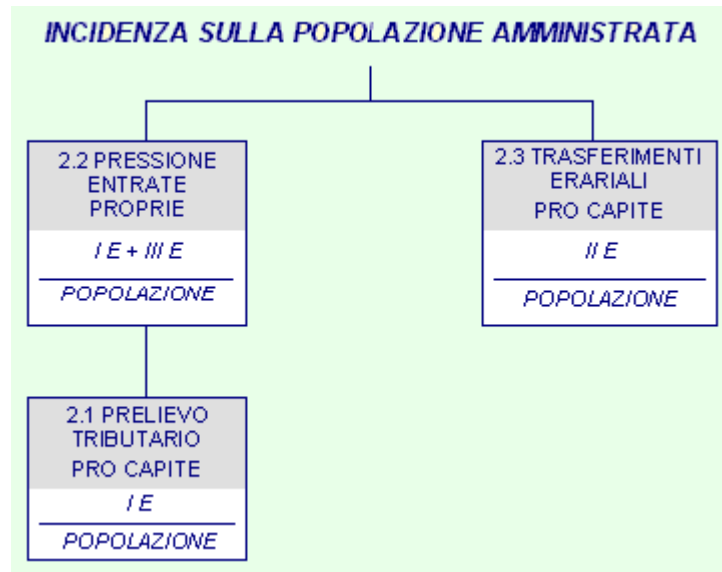 INCIDENZA SULLA POPOLAZIONE AMMINISTRATA
2.2 PRESSIONE
ENTRATE
PROPRIE
I E + III E
POPOLAZIONE
2.3 TRASFERIMENTI
ERARIALI
PRO CAPITE
II E
POPOLAZIONE
2.1 PRELIEVO
TRIBUTARIO
PRO CAPITE
I E
POPOLAZIONE